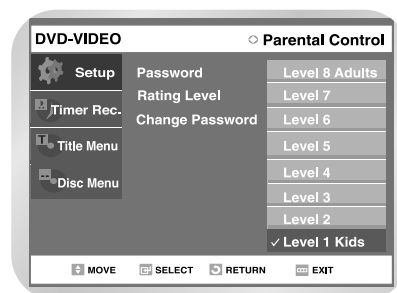 DVD-VIDEO
Parental Control
Setup
Timer Rec.
Title Menu
Disc Menu
Password
Rating Level
Change Password
Level 8 Adults
Level 7
Level 6
Level 5
Level 4
Level 3
Level 2
✓ Level 1 Kids
MOVE SELECT RETURN EXIT